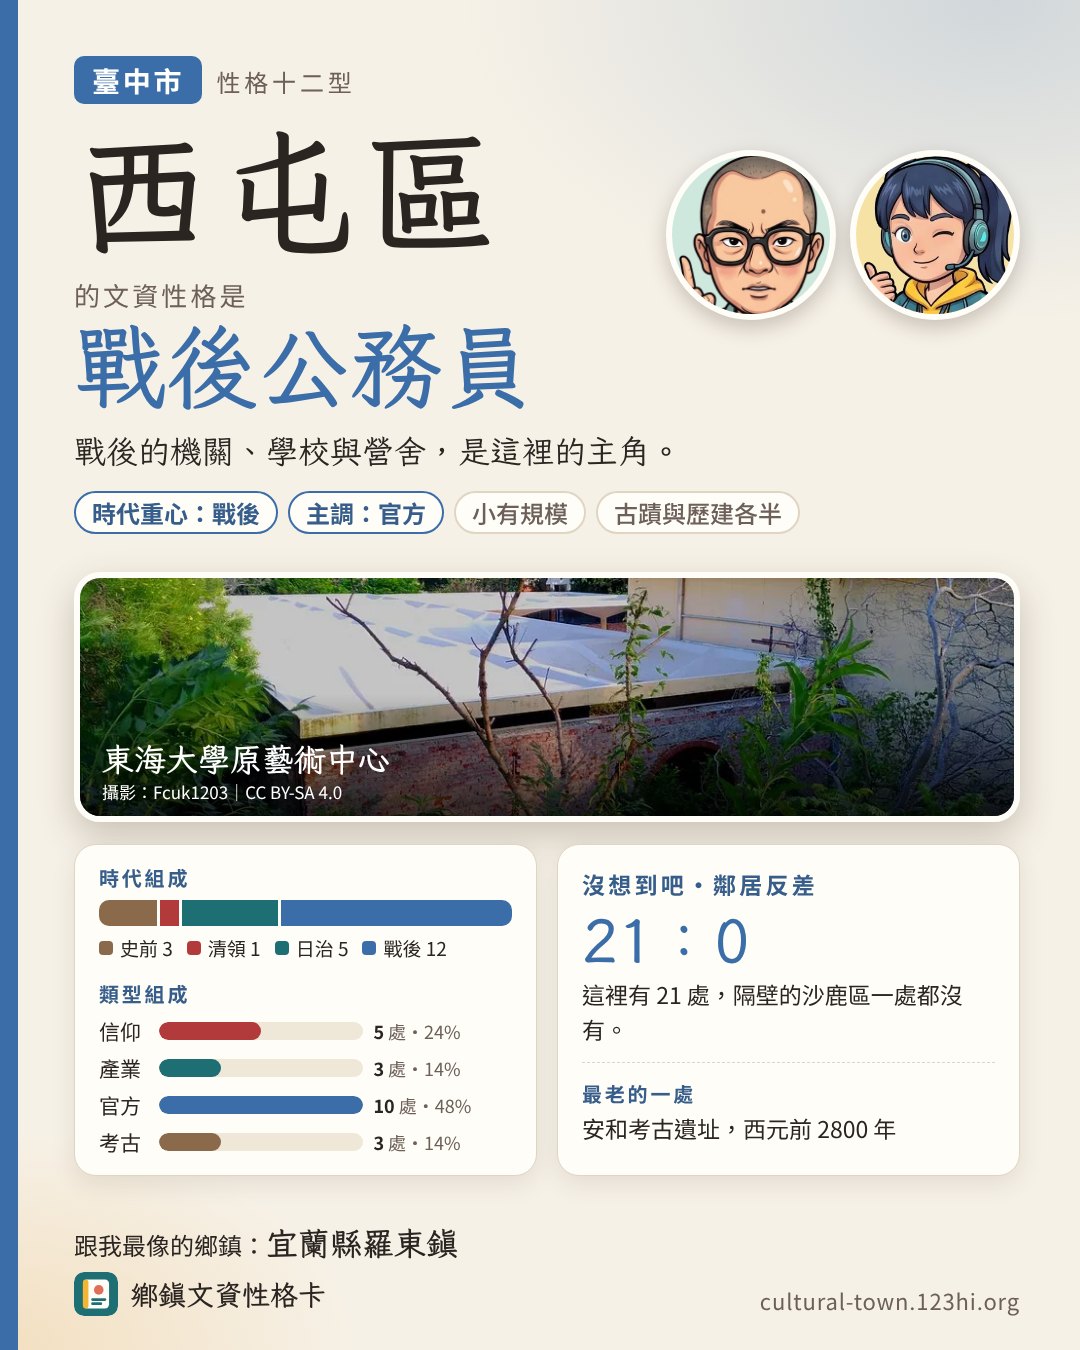 臺中市 性格十二型
西屯區
的文資性格是
戰後公務員
戰後的機關、學校與營舍，是這裡的主角。
時代重心：戰後 主調：官方 小有規模 古蹟與歷建各半
東海大學原藝術中心
攝影：Fcuk1203｜CC BY-SA 4.0
時代組成
史前 3 清領 1 日治 5 戰後 12
類型組成
信仰 5 處・24%
產業 3 處・14%
官方 10 處・48%
考古 3 處・14%
沒想到吧・鄰居反差
21：0
這裡有 21 處，隔壁的沙鹿區一處都沒
有。
最老的一處
安和考古遺址，西元前 2800 年
跟我最像的鄉鎮：宜蘭縣羅東鎮
鄉鎮文資性格卡
cultural-town.123hi.org